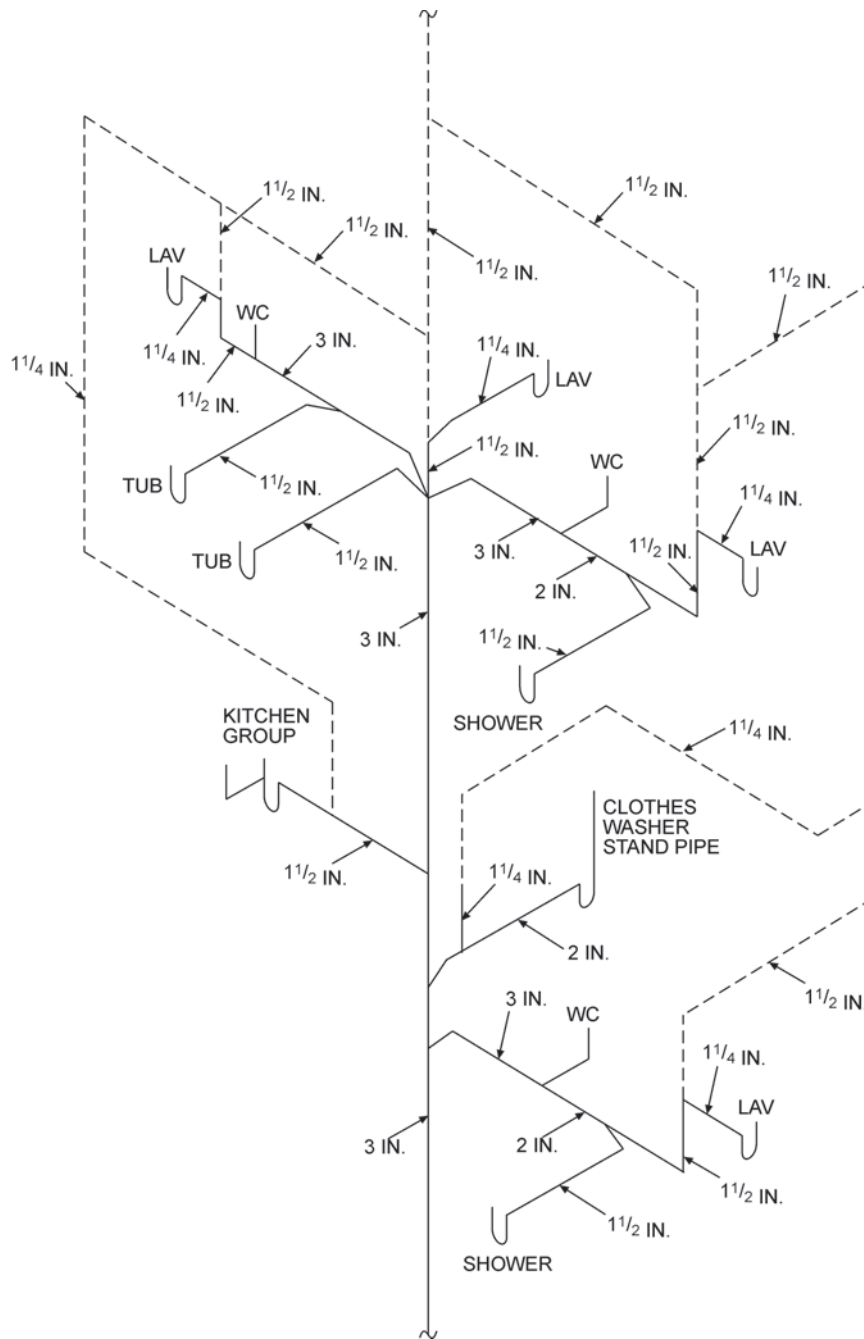 1 1/2 IN.
1 1/2 IN.
1 1/2 IN.
LAV
1 1/2 IN.
1 1/2 IN.
WC
3 IN.
1 1/4 IN.
1 1/4 IN.
LAV
1 1/4 IN.
1 1/2 IN.
1 1/2 IN.
1 1/2 IN.
WC
TUB
1 1/2 IN.
1 1/4 IN.
3 IN.
1 1/2 IN.
LAV
TUB
1 1/2 IN.
2 IN.
3 IN.
1 1/2 IN.
KITCHEN
GROUP
SHOWER
1 1/4 IN.
CLOTHES
WASHER
STAND PIPE
1 1/2 IN.
1 1/4 IN.
2 IN.
1 1/2 IN.
3 IN.
WC
1 1/4 IN.
LAV
3 IN.
2 IN.
1 1/2 IN.
1 1/2 IN.
SHOWER